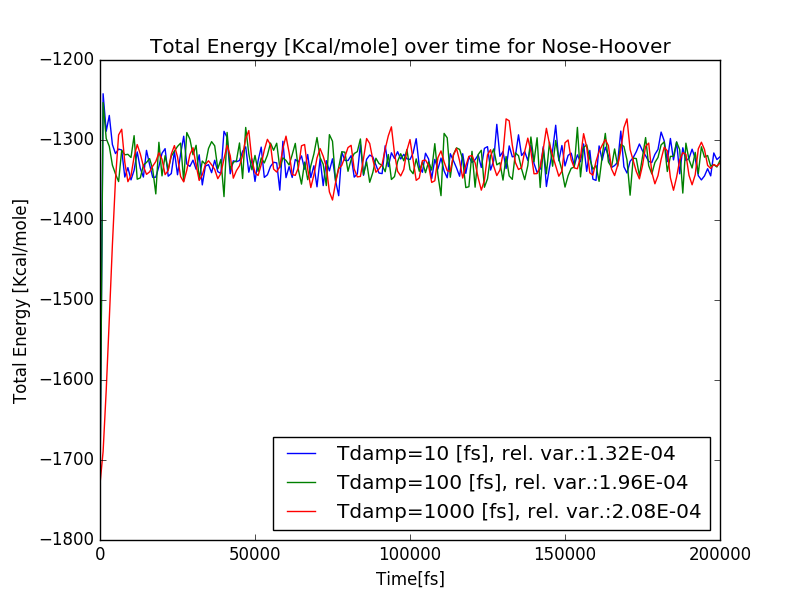 Total Energy [Kcal/mole] over time for Nose-Hoover
Total Energy [Kcal/mole]
−1200
−1300
−1400
−1500
−1600
−1700
−1800
Tdamp=10 [fs], rel. var.:1.32E-04
Tdamp=100 [fs], rel. var.:1.96E-04
Tdamp=1000 [fs], rel. var.:2.08E-04
0 50000 100000 150000 200000
Time[fs]